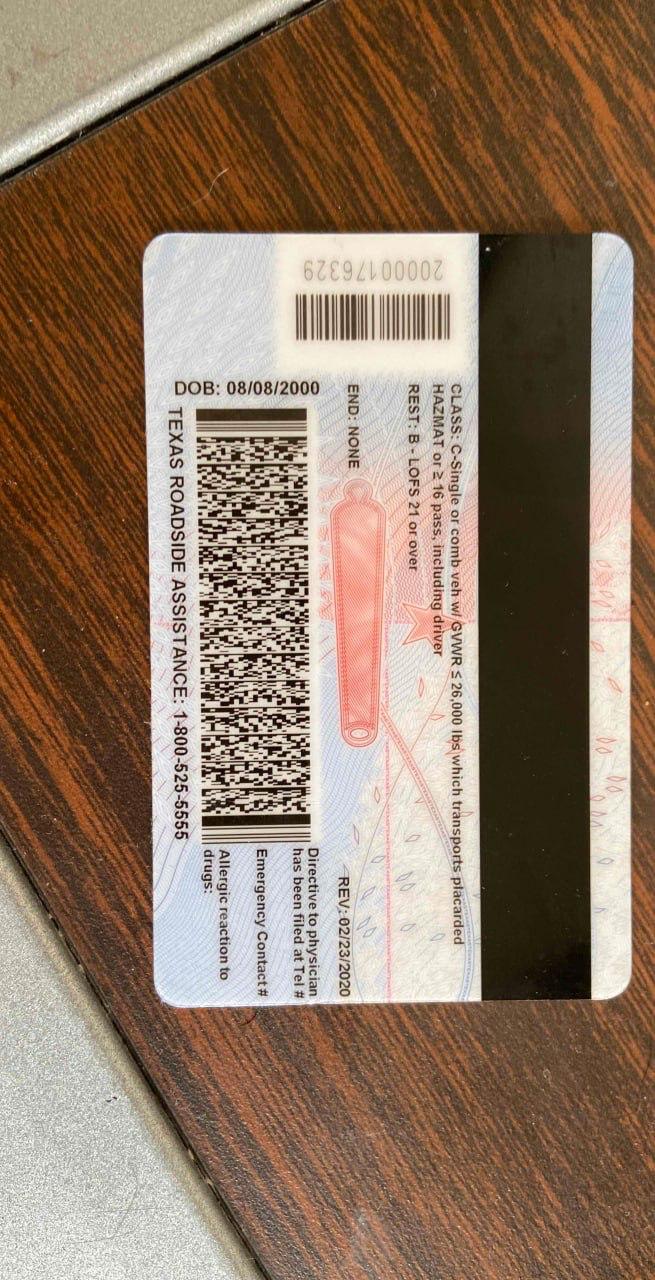 CLASS: C-Single or comb veh w/ GVWR ≤ 26,000 lbs which transports placarded
HAZMAT or ≥ 16 pass, including driver
REST: B - LOFS 21 or over
END: NONE
20000176329
REV: 02/23/2020
DOB: 08/08/2000
Directive to physician
has been filed at Tel #
Emergency Contact #
Allergic reaction to
drugs:
TEXAS ROADSIDE ASSISTANCE: 1-800-525-5555